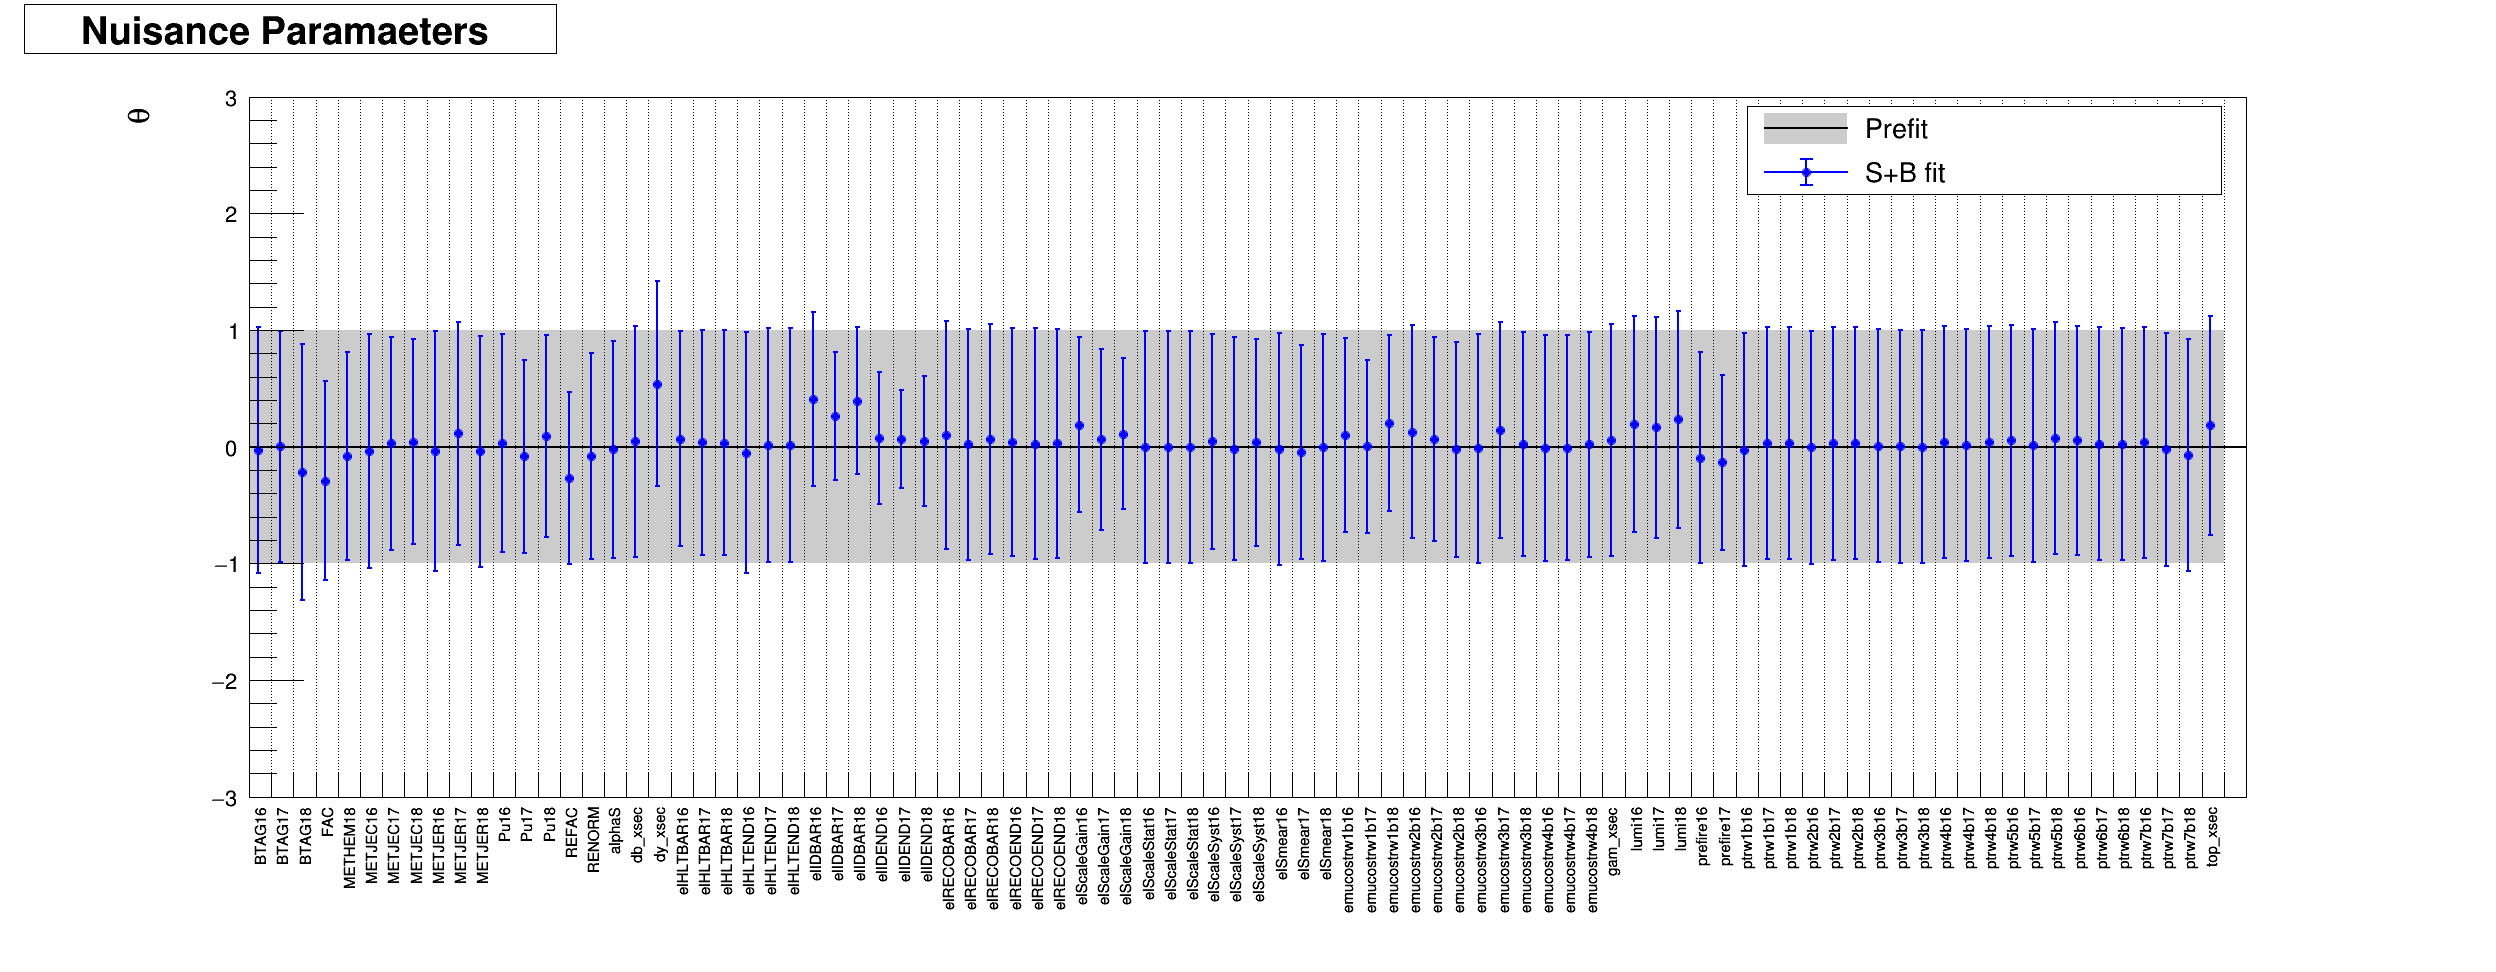 Nuisance Paramaeters
θ
3
2
1
0
−1
−2
−3
Prefit
S+B fit
BTAG16
BTAG17
BTAG18
FAC
METHEM18
METJEC16
METJEC17
METJEC18
METJER16
METJER17
METJER18
Pu16
Pu17
Pu18
REFAC
RENORM
alphaS
db_xsec
dy_xsec
elHLTBAR16
elHLTBAR17
elHLTBAR18
elHLTEND16
elHLTEND17
elHLTEND18
elIDBAR16
elIDBAR17
elIDBAR18
elIDEND16
elIDEND17
elIDEND18
elRECOBAR16
elRECOBAR17
elRECOBAR18
elRECOEND16
elRECOEND17
elRECOEND18
elScaleGain16
elScaleGain17
elScaleGain18
elScaleStat16
elScaleStat17
elScaleStat18
elScaleSyst16
elScaleSyst17
elScaleSyst18
elSmear16
elSmear17
elSmear18
emucostrw1b16
emucostrw1b17
emucostrw1b18
emucostrw2b16
emucostrw2b17
emucostrw2b18
emucostrw3b16
emucostrw3b17
emucostrw3b18
emucostrw4b16
emucostrw4b17
emucostrw4b18
gam_xsec
lumi16
lumi17
lumi18
prefire16
prefire17
ptrw1b16
ptrw1b17
ptrw1b18
ptrw2b16
ptrw2b17
ptrw2b18
ptrw3b16
ptrw3b17
ptrw3b18
ptrw4b16
ptrw4b17
ptrw4b18
ptrw5b16
ptrw5b17
ptrw5b18
ptrw6b16
ptrw6b17
ptrw6b18
ptrw7b16
ptrw7b17
ptrw7b18
top_xsec